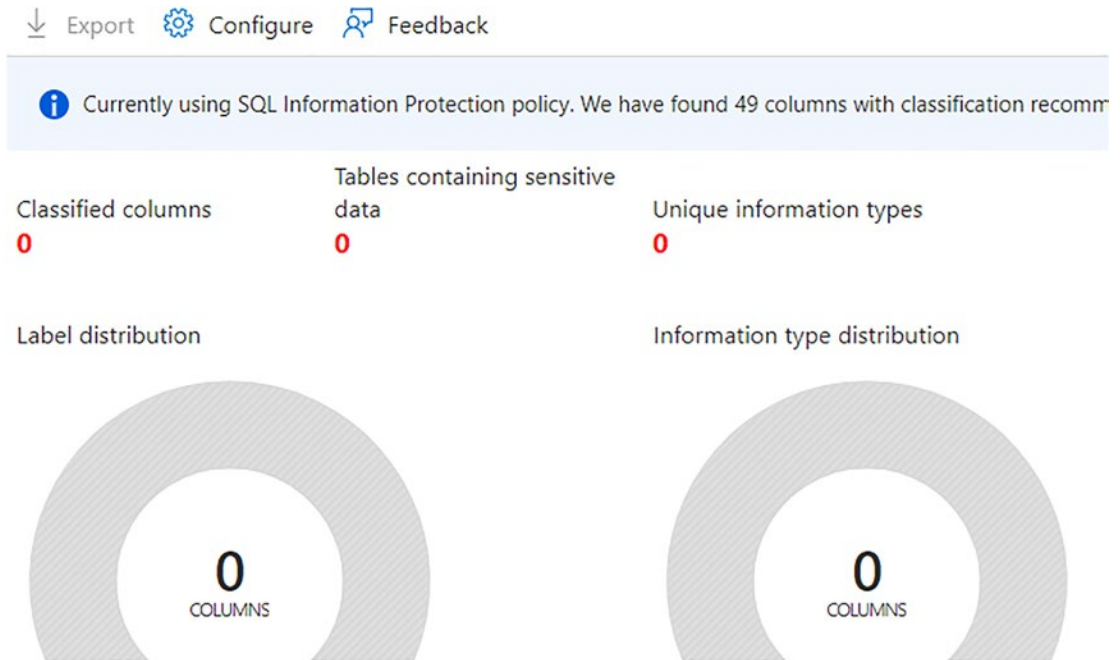 Export Configure Feedback
Currently using SQL Information Protection policy. We have found 49 columns with classification recomm
Tables containing sensitive
Classified columns data Unique information types
0 0 0
Label distribution Information type distribution
0 0
COLUMNS COLUMNS